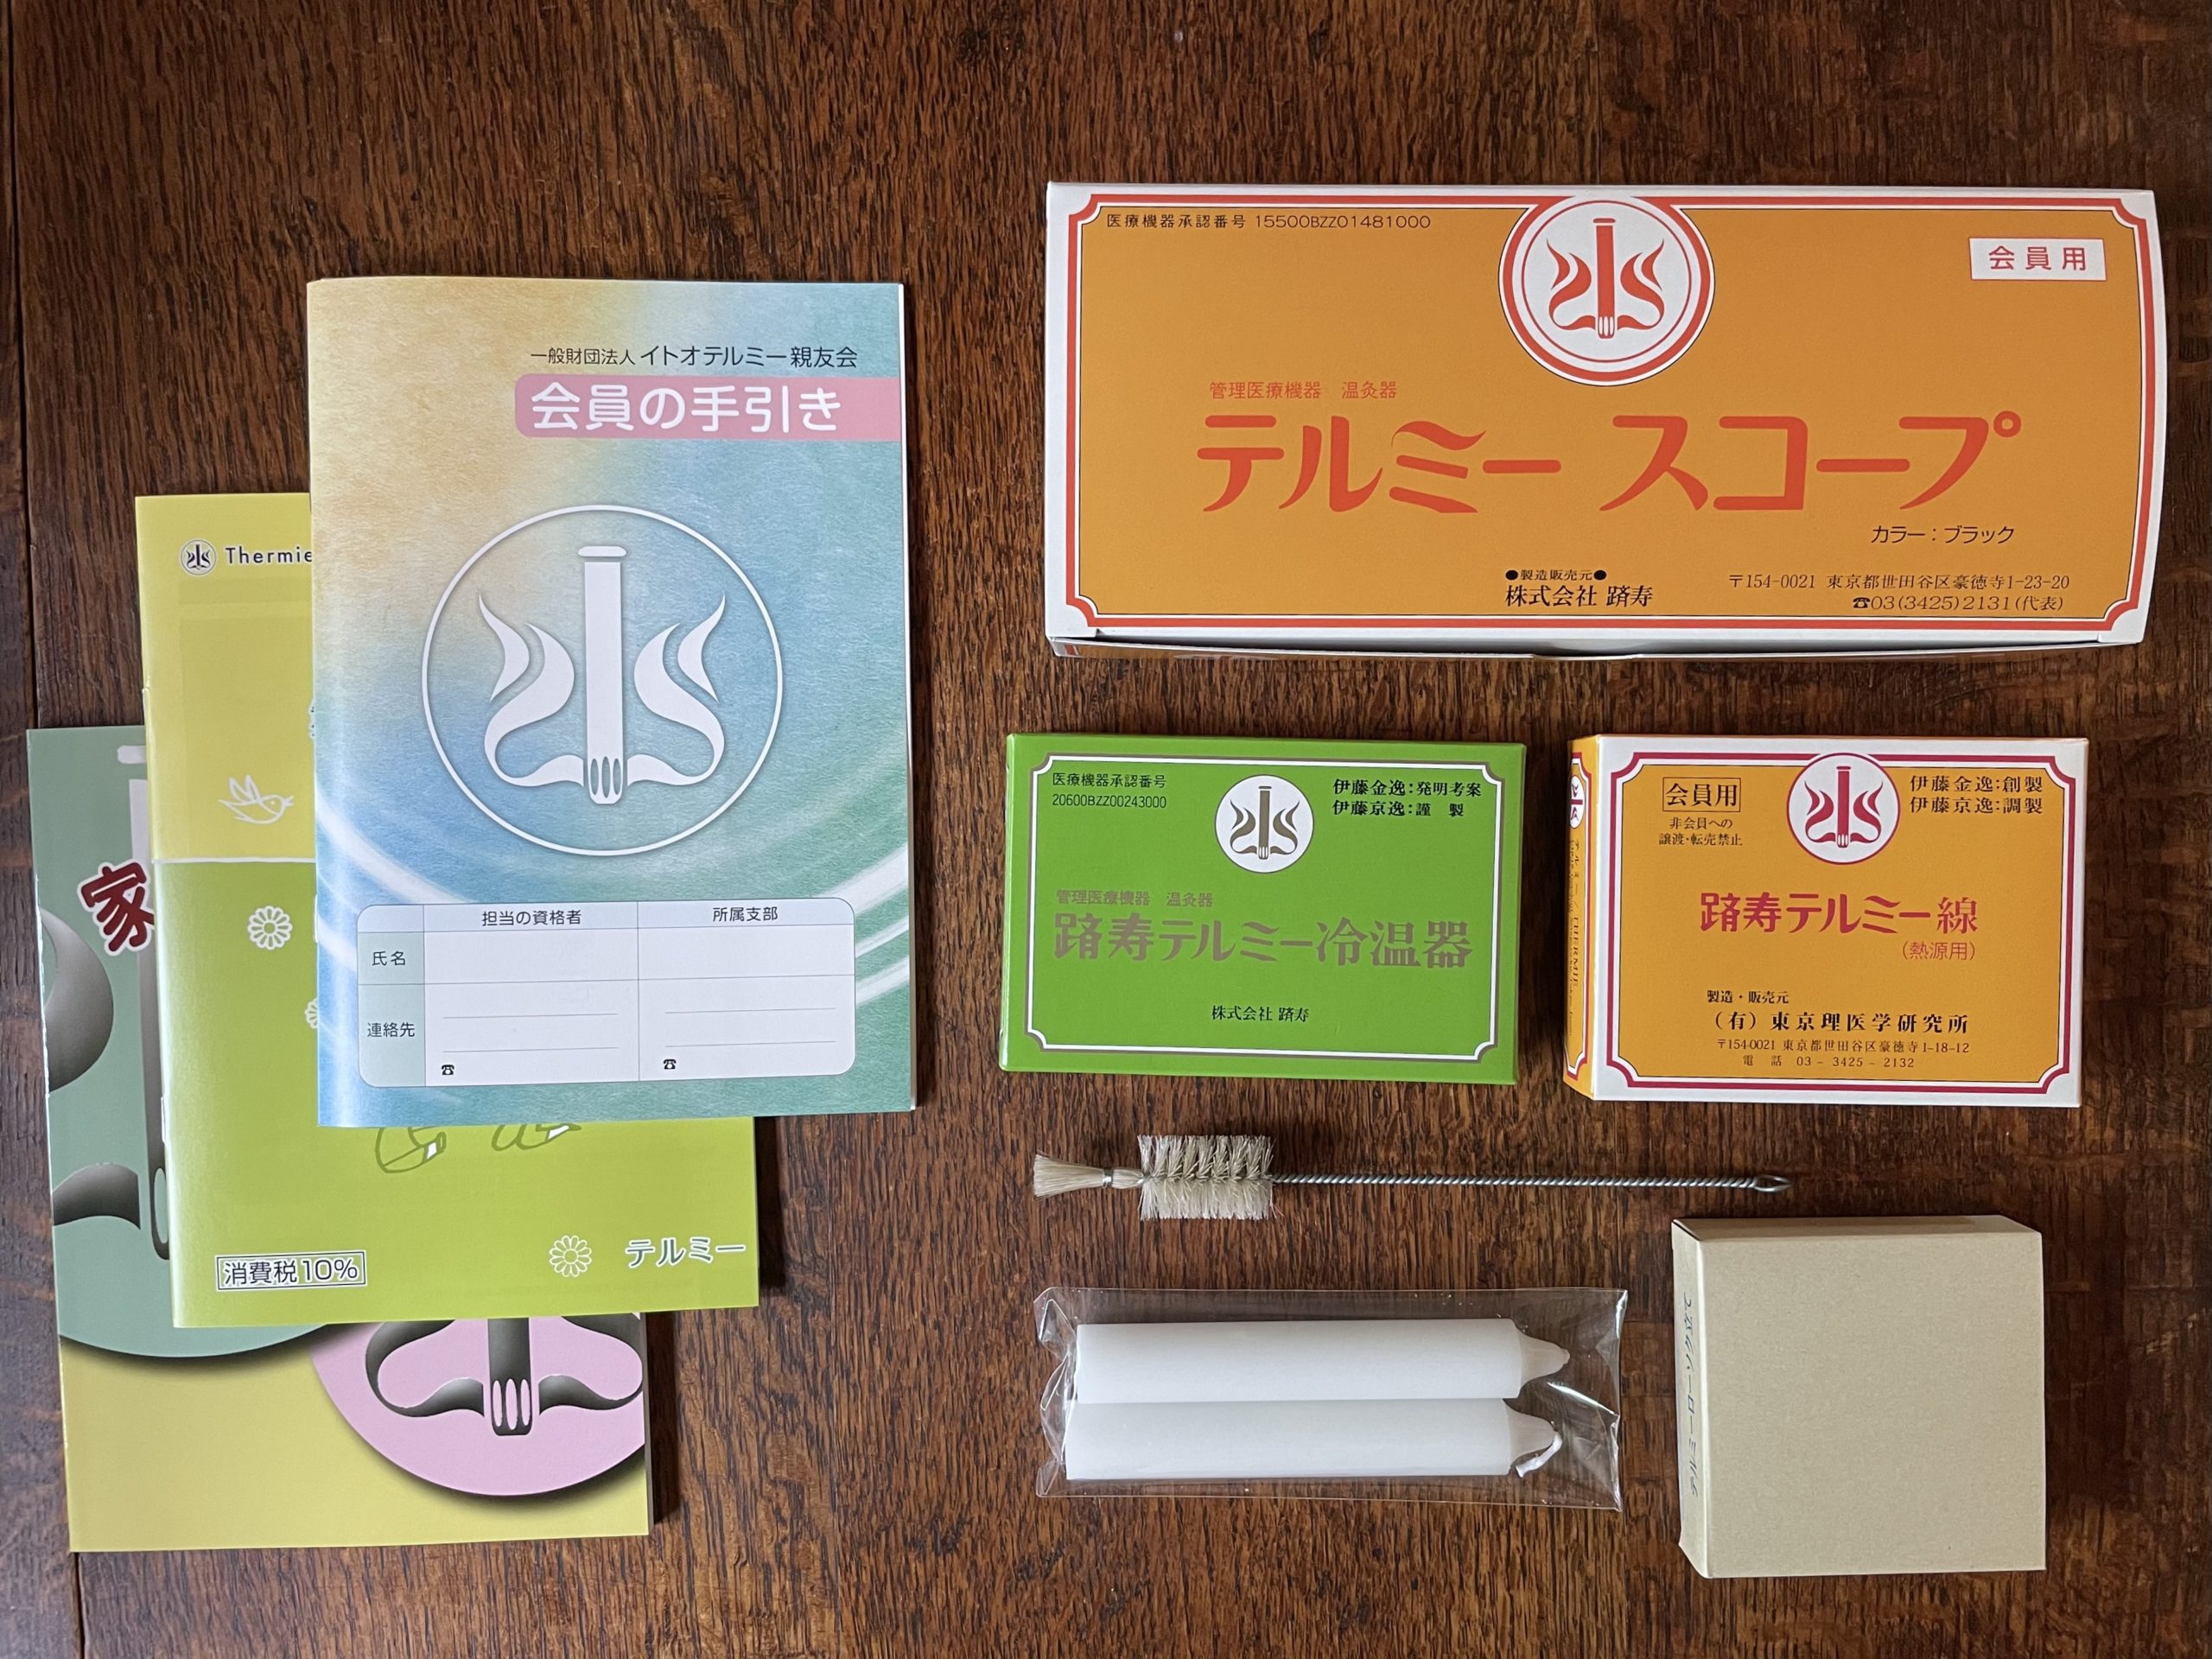 一般財団法人 イトオテルミー親友会
会員の手引き
担当の資格者
所属支部
氏名
連絡先
☎
☎
Thermie
消費税10%
テルミー
家
医療機器承認番号 15500BZZ01481000
会員用
管理医療機器 温灸器
テルミー スコープ
カラー：ブラック
●製造販売元●
株式会社 躋寿
〒154-0021 東京都世田谷区豪徳寺1-23-20
☎03(3425)2131(代表)
医療機器承認番号
20600BZZ00243000
伊藤金逸:発明考案
伊藤京逸:謹 製
管理医療機器 温灸器
躋寿テルミー冷温器
株式会社 躋寿
会員用
非会員への
譲渡・転売禁止
伊藤金逸:創製
伊藤京逸:調製
躋寿テルミー線
(熱源用)
製造・販売元
(有) 東京理医学研究所
〒154-0021 東京都世田谷区豪徳寺1-18-12
電 話 03 - 3425 - 2132